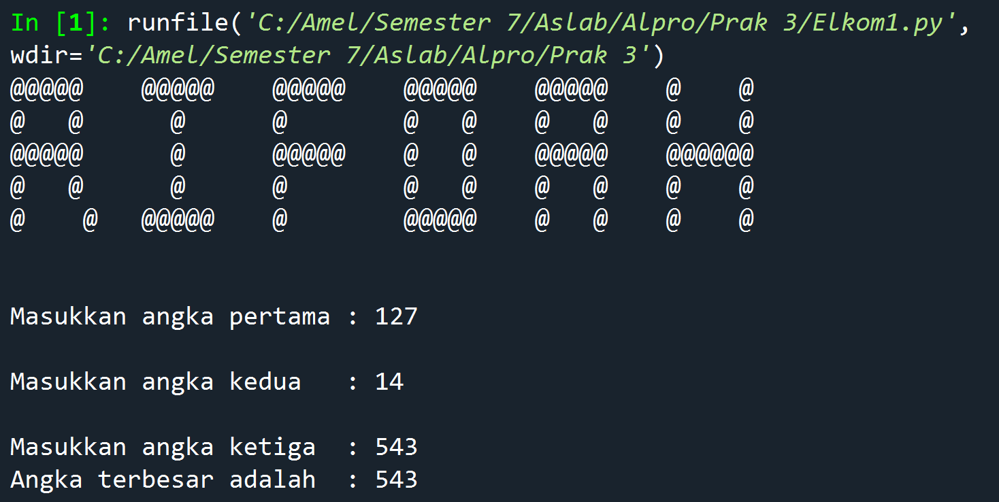 In [1]: runfile('C:/Amel/Semester 7/Aslab/Alpro/Prak 3/Elkom1.py',
wdir='C:/Amel/Semester 7/Aslab/Alpro/Prak 3')
@@@@@    @@@@@    @@@@@    @@@@@    @@@@@    @    @
@   @      @      @        @   @    @   @    @    @
@@@@@      @      @@@@@    @   @    @@@@@    @@@@@@
@   @      @      @        @   @    @   @    @    @
@    @   @@@@@    @        @@@@@    @   @    @    @
Masukkan angka pertama : 127
Masukkan angka kedua   : 14
Masukkan angka ketiga  : 543
Angka terbesar adalah  : 543